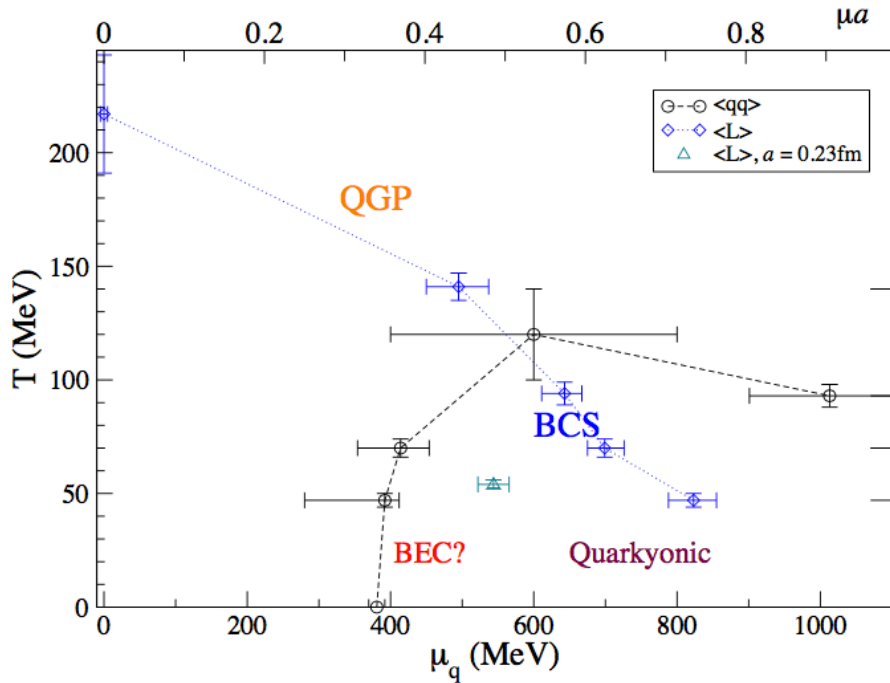 0 0.2 0.4 0.6 0.8 μa
<qq>
<L>
<L>, a = 0.23fm
200
QGP
150
T (MeV)
100
BCS
50
BEC? Quarkyonic
0
0 200 400 600 800 1000
μq (MeV)